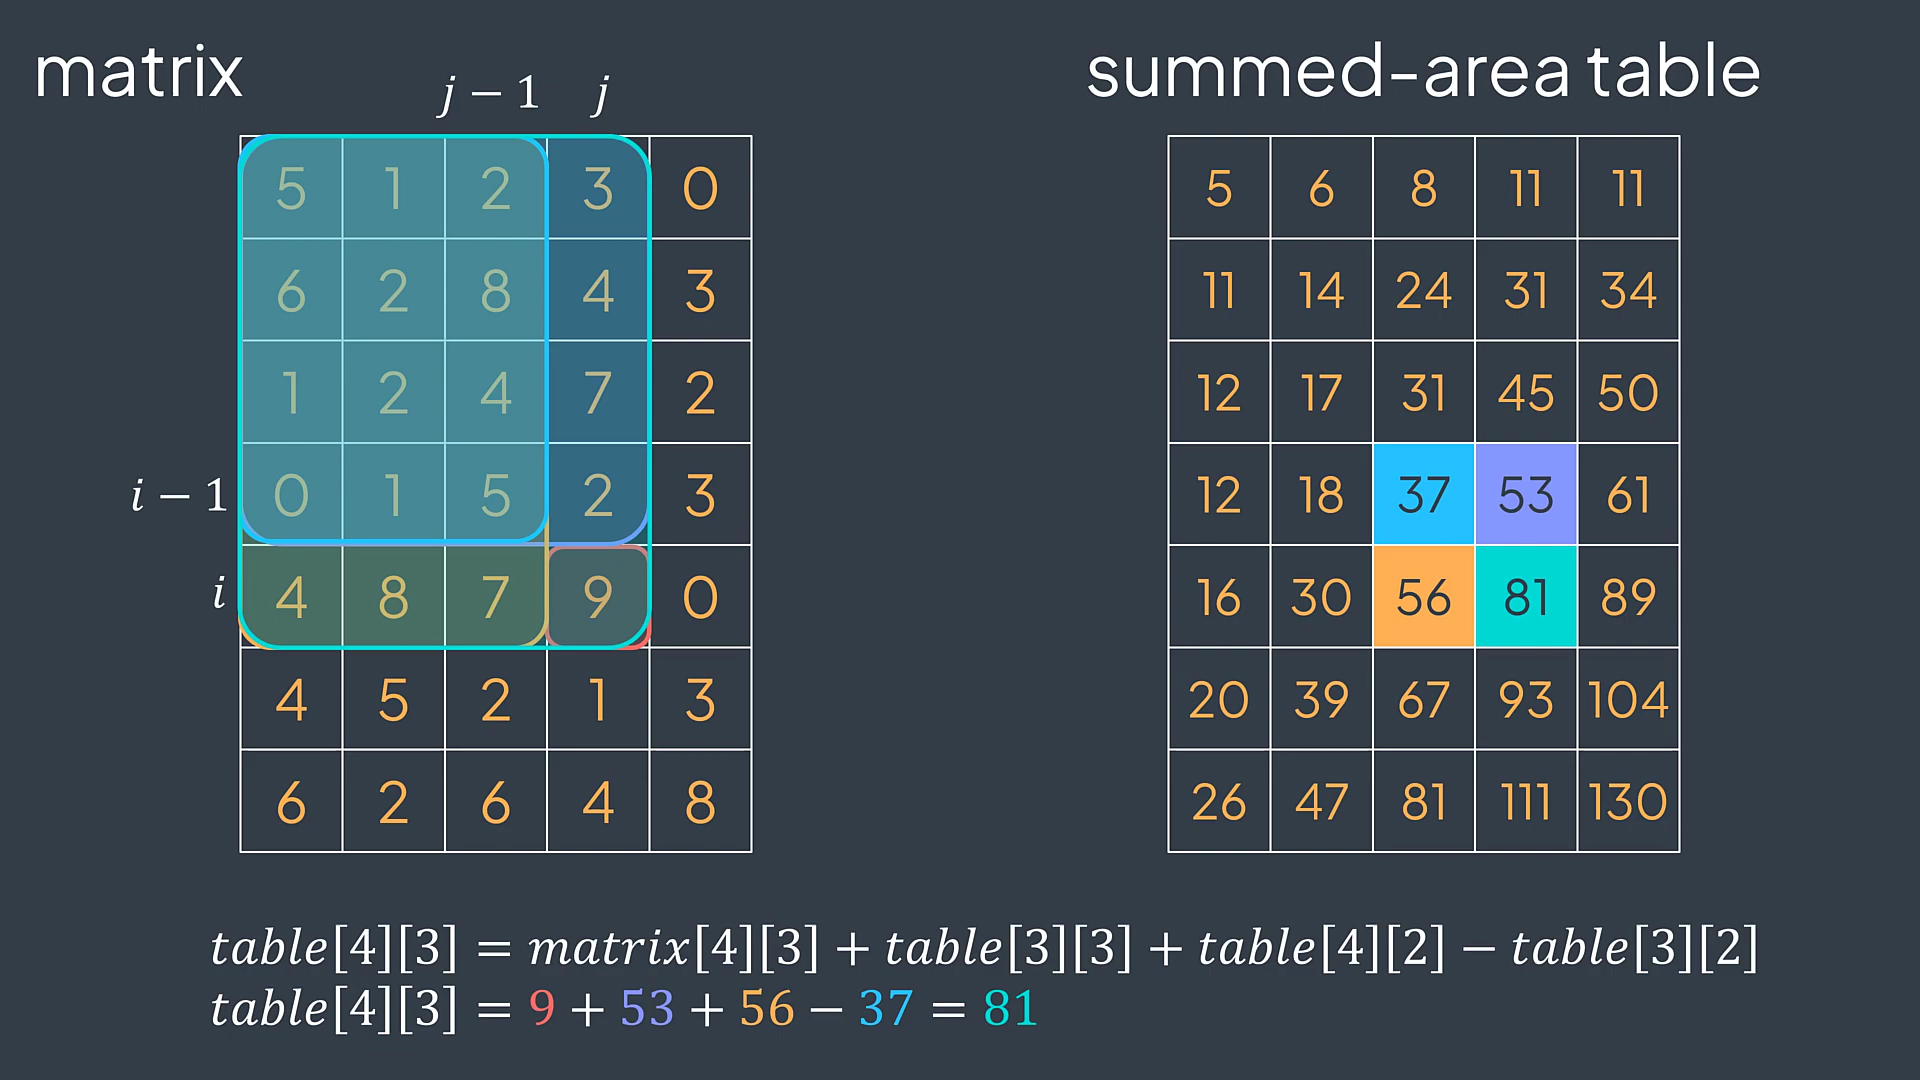 matrix
j − 1 j
5 1 2 3 0
6 2 8 4 3
1 2 4 7 2
i − 1 0 1 5 2 3
i 4 8 7 9 0
4 5 2 1 3
6 2 6 4 8
summed-area table
5 6 8 11 11
11 14 24 31 34
12 17 31 45 50
12 18 37 53 61
16 30 56 81 89
20 39 67 93 104
26 47 81 111 130
table[4][3] = matrix[4][3] + table[3][3] + table[4][2] − table[3][2]
table[4][3] = 9 + 53 + 56 − 37 = 81